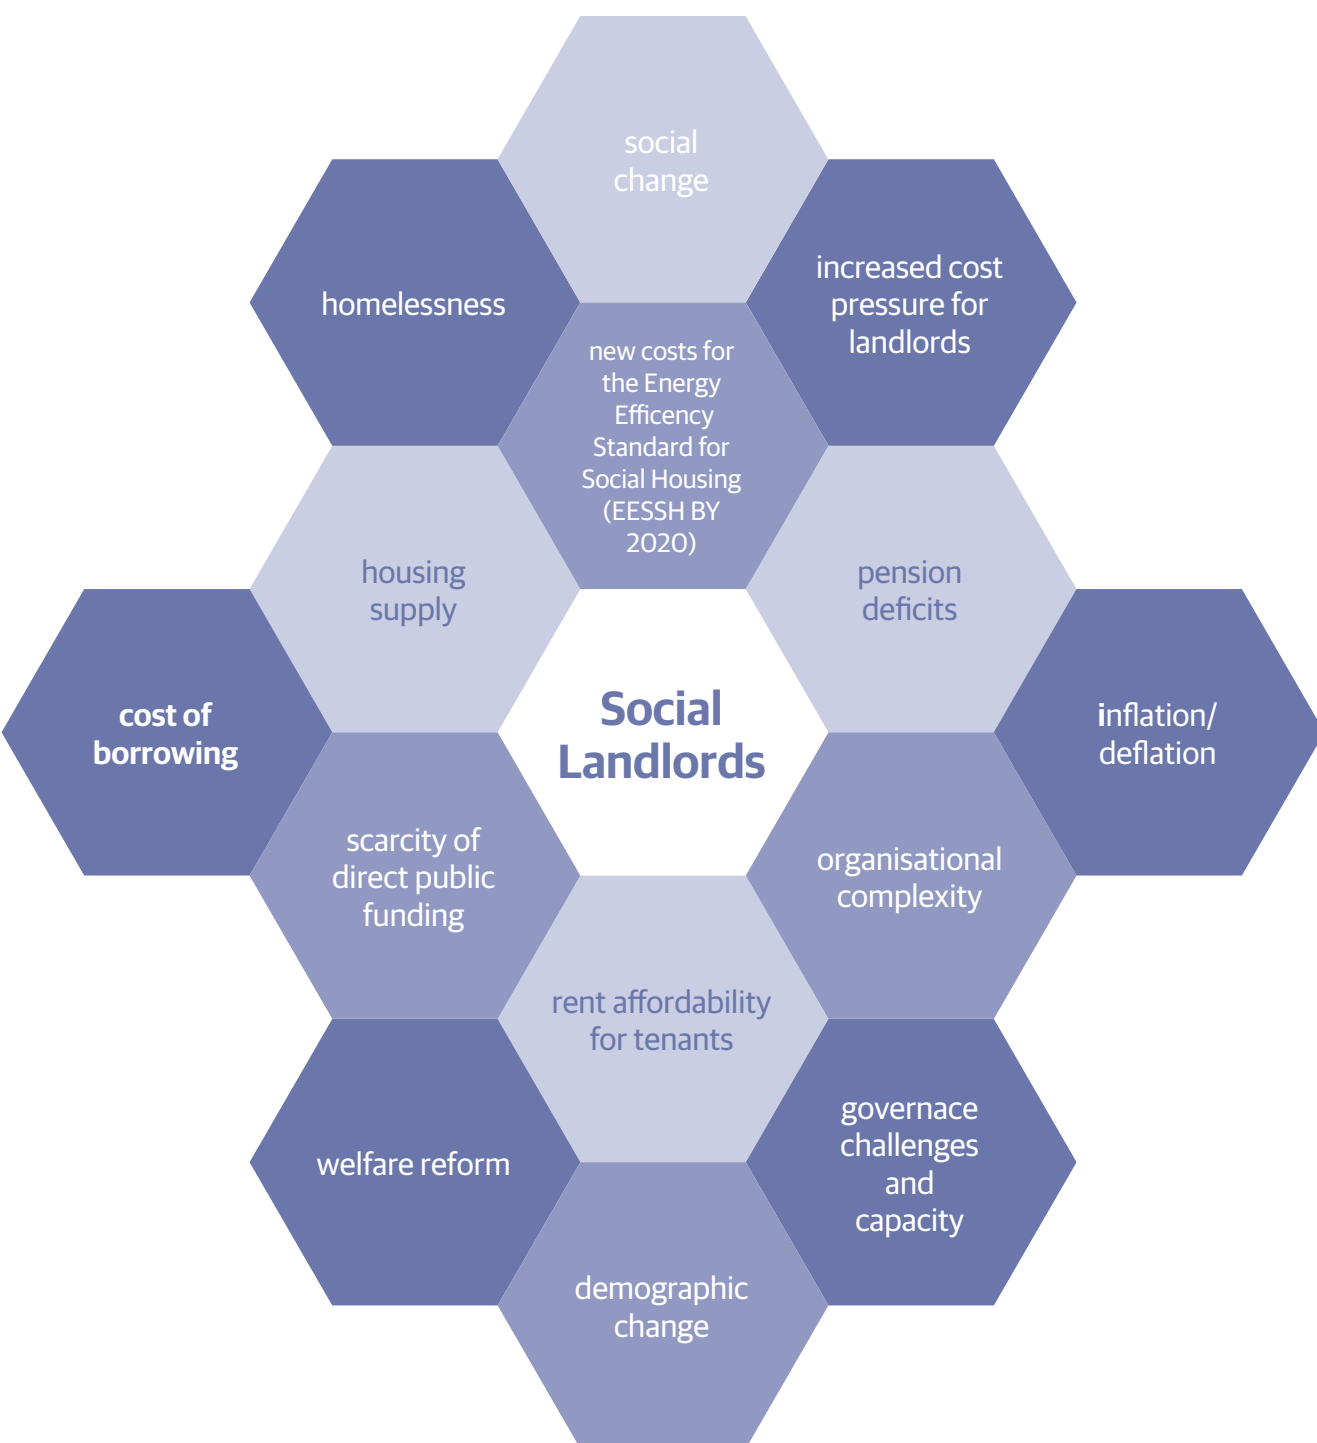 social
change
homelessness
increased cost
pressure for
landlords
new costs for
the Energy
Efficency
Standard for
Social Housing
(EESSH BY
2020)
housing
supply
pension
deficits
cost of
borrowing
Social
Landlords
inflation/
deflation
scarcity of
direct public
funding
organisational
complexity
rent affordability
for tenants
welfare reform
governace
challenges
and
capacity
demographic
change